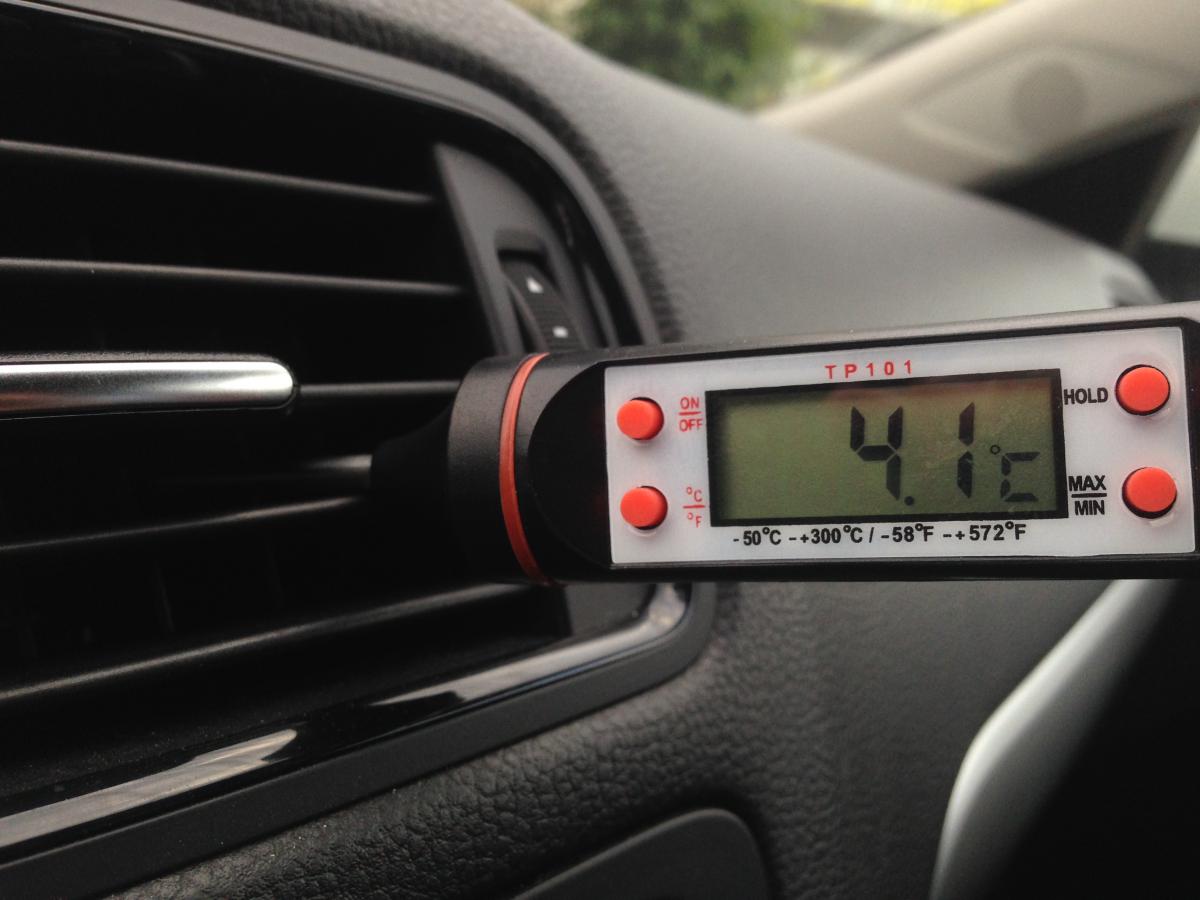 TP101
ON
OFF
°C
°F
4.1°C
HOLD
MAX
MIN
-50°C -+300°C / -58°F -+572°F